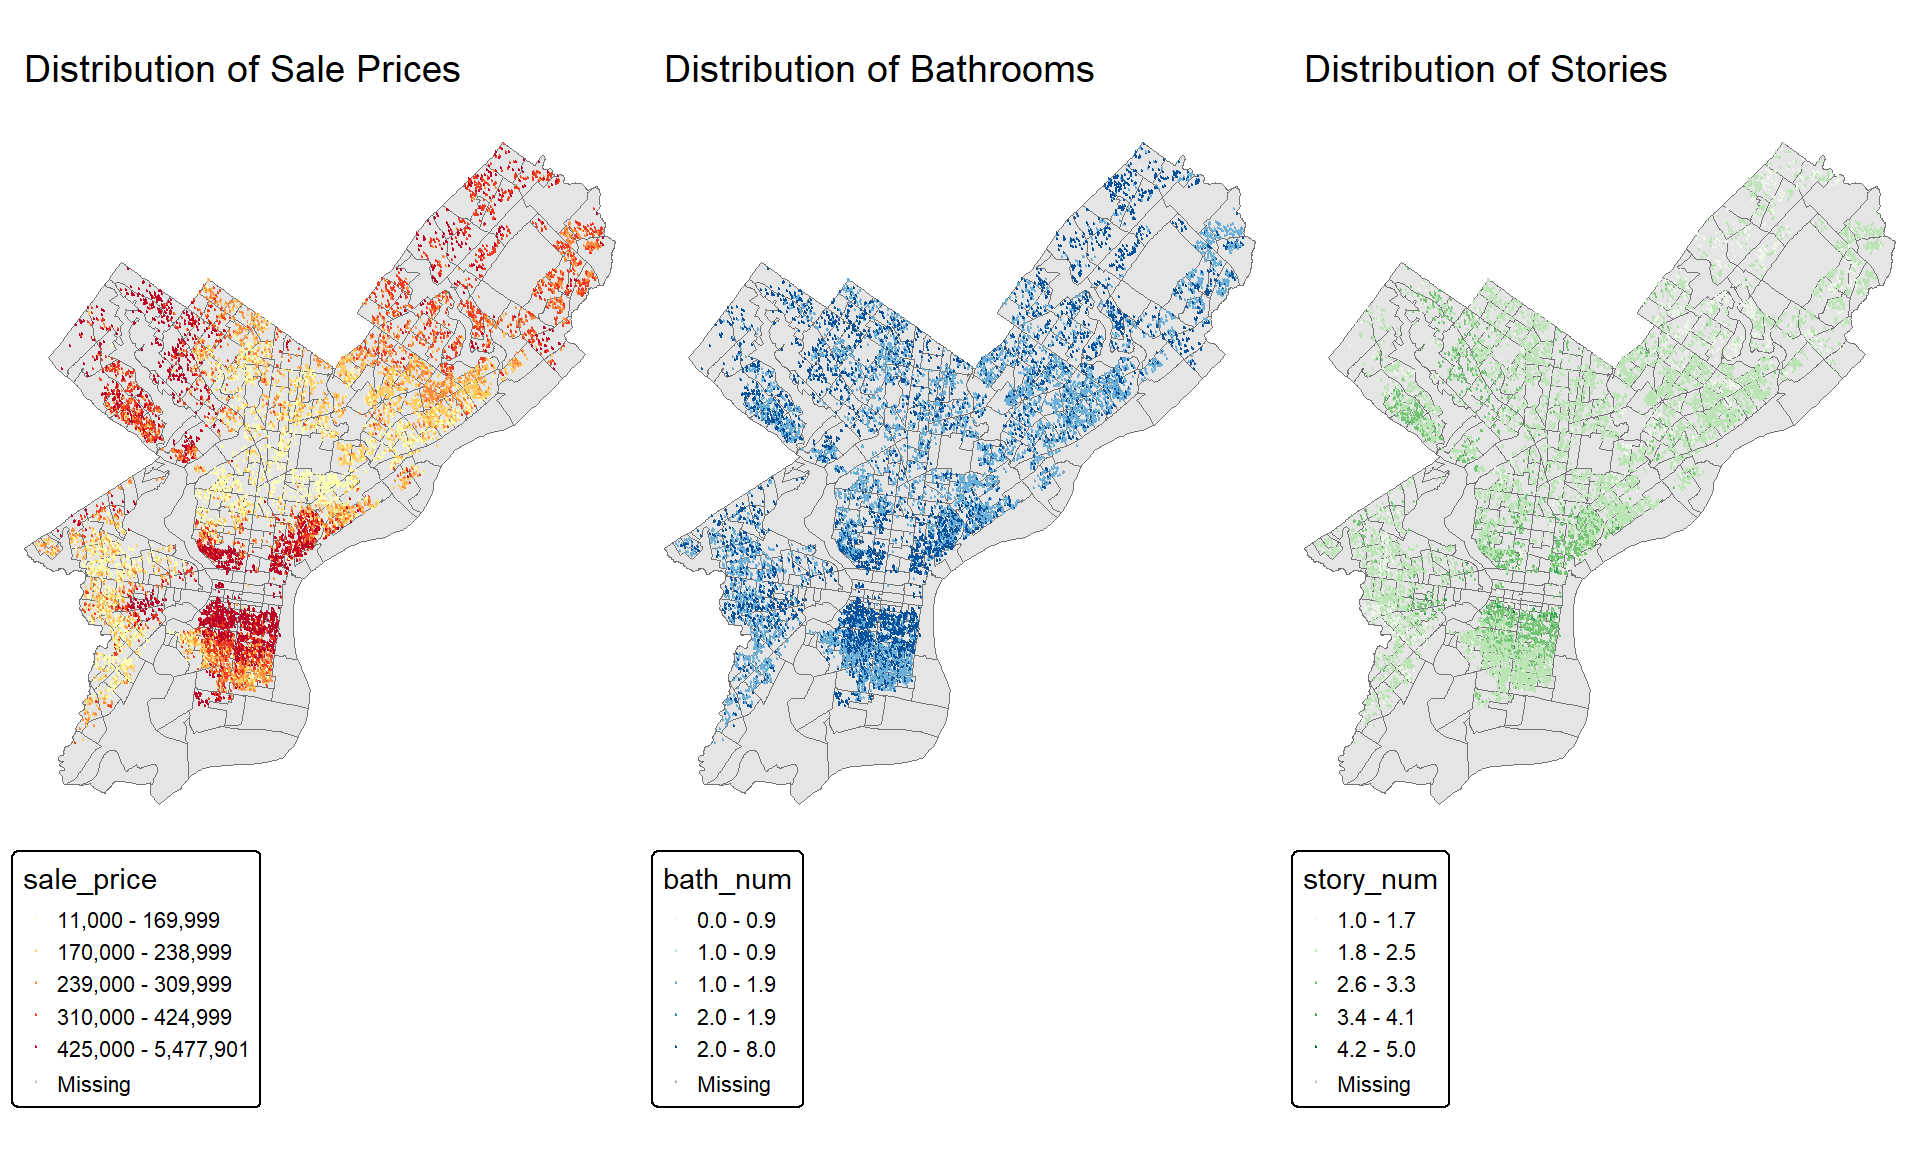 Distribution of Sale Prices
Distribution of Bathrooms
Distribution of Stories
sale_price
11,000 - 169,999
170,000 - 238,999
239,000 - 309,999
310,000 - 424,999
425,000 - 5,477,901
Missing
bath_num
0.0 - 0.9
1.0 - 0.9
1.0 - 1.9
2.0 - 1.9
2.0 - 8.0
Missing
story_num
1.0 - 1.7
1.8 - 2.5
2.6 - 3.3
3.4 - 4.1
4.2 - 5.0
Missing